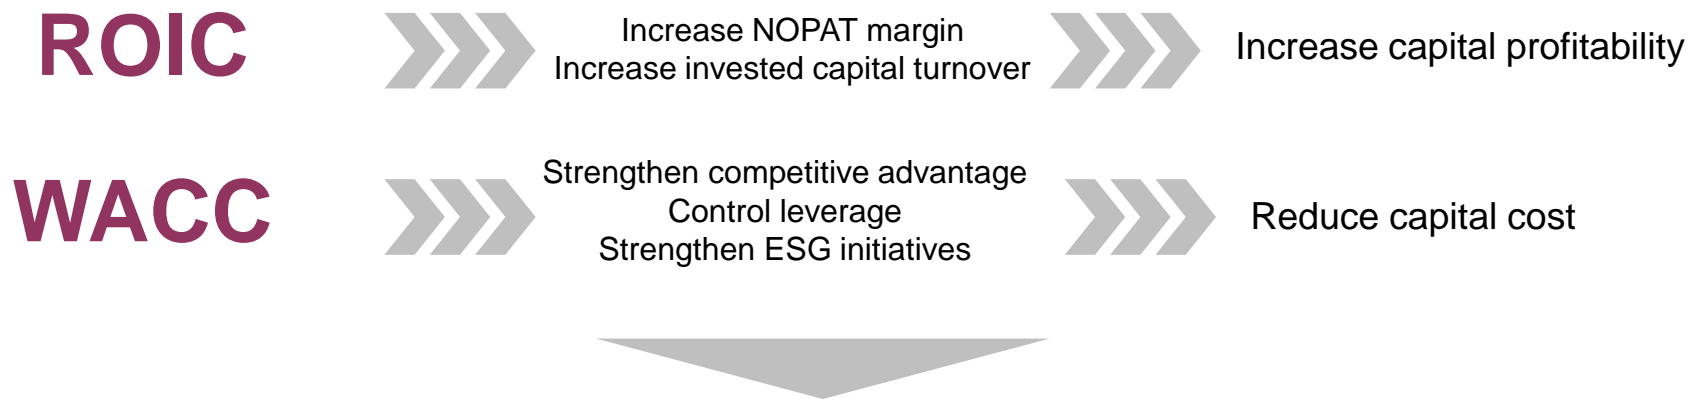 ROIC
Increase NOPAT margin
Increase invested capital turnover
Increase capital profitability
WACC
Strengthen competitive advantage
Control leverage
Strengthen ESG initiatives
Reduce capital cost